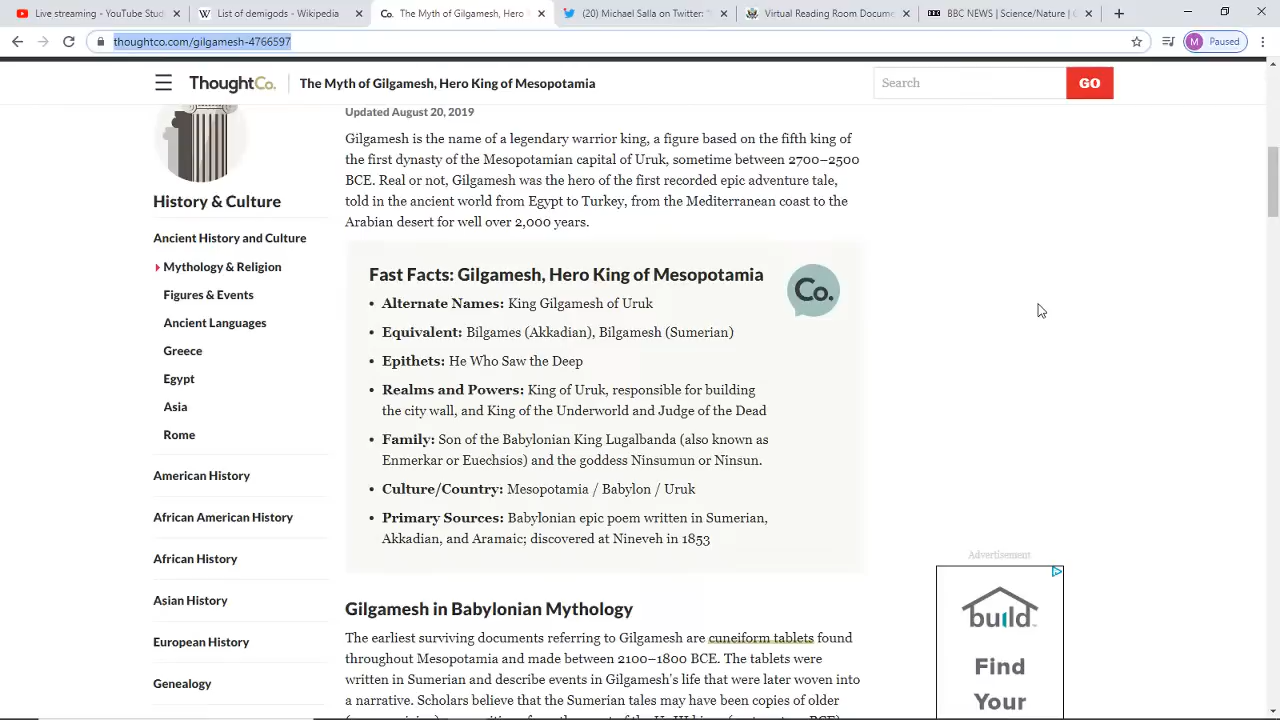 Live streaming - YouTube Studio
List of demigods - Wikipedia
The Myth of Gilgamesh, Hero
(20) Michael Salla on Twitter:
Virtual Reading Room Docume
BBC NEWS | Science/Nature |
thoughtco.com/gilgamesh-4766597
M Paused
ThoughtCo.
The Myth of Gilgamesh, Hero King of Mesopotamia
Search
GO
History & Culture
Ancient History and Culture
Mythology & Religion
Figures & Events
Ancient Languages
Greece
Egypt
Asia
Rome
American History
African American History
African History
Asian History
European History
Genealogy
Updated August 20, 2019
Gilgamesh is the name of a legendary warrior king, a figure based on the fifth king of
the first dynasty of the Mesopotamian capital of Uruk, sometime between 2700–2500
BCE. Real or not, Gilgamesh was the hero of the first recorded epic adventure tale,
told in the ancient world from Egypt to Turkey, from the Mediterranean coast to the
Arabian desert for well over 2,000 years.
Fast Facts: Gilgamesh, Hero King of Mesopotamia
Co.
• Alternate Names: King Gilgamesh of Uruk
• Equivalent: Bilgames (Akkadian), Bilgamesh (Sumerian)
• Epithets: He Who Saw the Deep
• Realms and Powers: King of Uruk, responsible for building
the city wall, and King of the Underworld and Judge of the Dead
• Family: Son of the Babylonian King Lugalbanda (also known as
Enmerkar or Euechsios) and the goddess Ninsumun or Ninsun.
• Culture/Country: Mesopotamia / Babylon / Uruk
• Primary Sources: Babylonian epic poem written in Sumerian,
Akkadian, and Aramaic; discovered at Nineveh in 1853
Gilgamesh in Babylonian Mythology
The earliest surviving documents referring to Gilgamesh are cuneiform tablets found
throughout Mesopotamia and made between 2100–1800 BCE. The tablets were
written in Sumerian and describe events in Gilgamesh's life that were later woven into
a narrative. Scholars believe that the Sumerian tales may have been copies of older
Advertisement
build
Find
Your